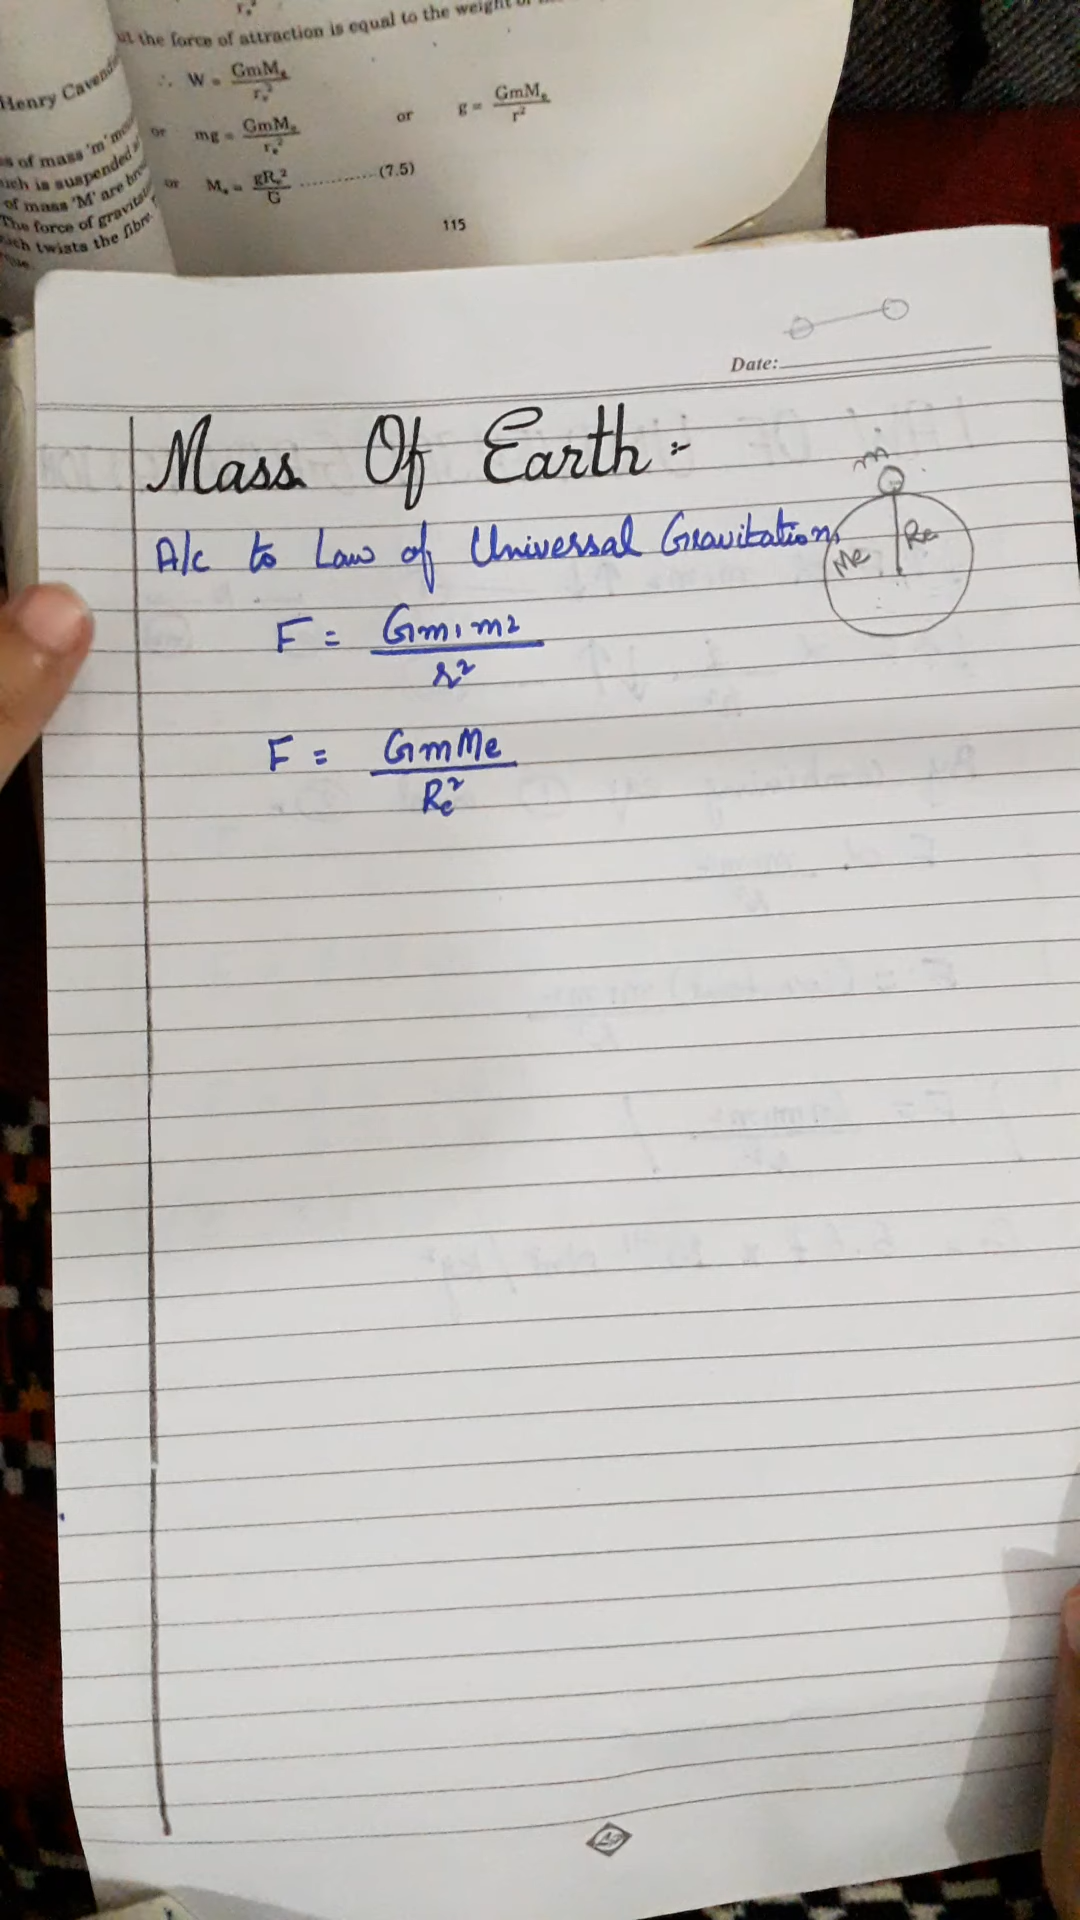 the force of attraction is equal to the weight
∴ W = GmMₑ / rₑ²
or mg = GmMₑ / rₑ² or g = GmMₑ / r²
or Mₑ = gRₑ² / G ............ (7.5)
115
Henry
of mass 'm'
is suspended
of mass 'M' are
The force of
twists the fibre.
Date:
Mass Of Earth :-
A/c to Law of Universal Gravitation,
m
Me Re
F = Gm₁m₂ / r²
F = GmMe / Re²